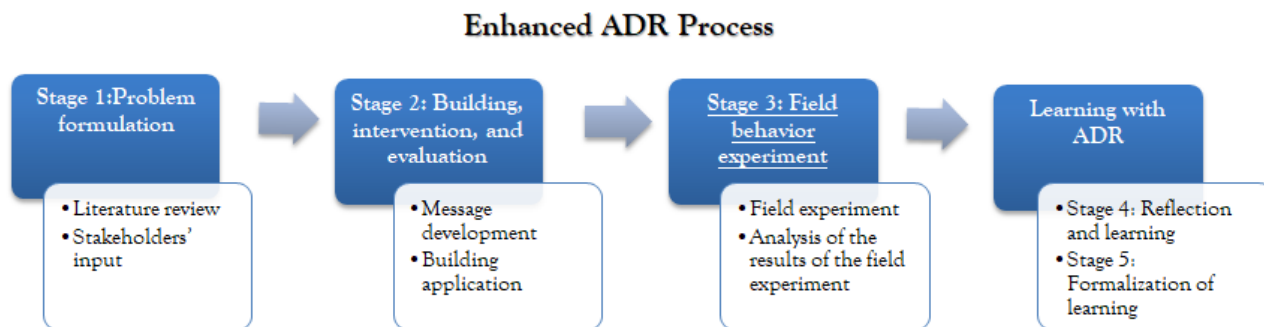 Enhanced ADR Process
Stage 1:Problem
formulation
• Literature review
• Stakeholders'
input
Stage 2: Building,
intervention, and
evaluation
• Message
development
• Building
application
Stage 3: Field
behavior
experiment
• Field experiment
• Analysis of the
results of the field
experiment
Learning with
ADR
• Stage 4: Reflection
and learning
• Stage 5:
Formalization of
learning